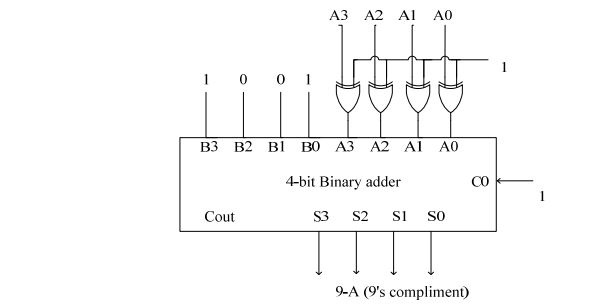 A3 A2 A1 A0
1
1 0 0 1
B3 B2 B1 B0 A3 A2 A1 A0
4-bit Binary adder C0
1
Cout S3 S2 S1 S0
9-A (9's compliment)